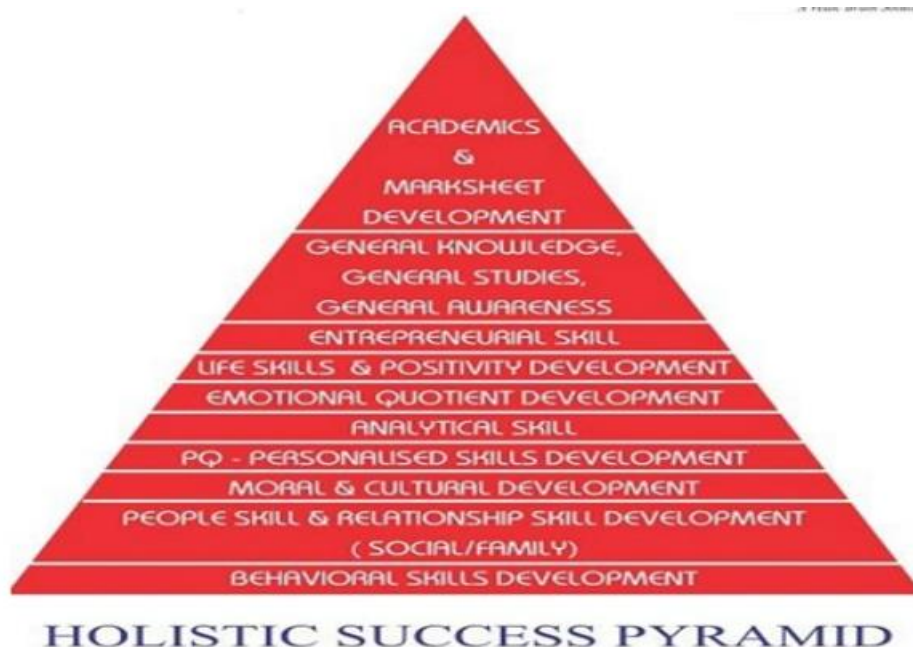 ACADEMICS
&
MARKSHEET
DEVELOPMENT
GENERAL KNOWLEDGE,
GENERAL STUDIES,
GENERAL AWARENESS
ENTREPRENEURIAL SKILL
LIFE SKILLS & POSITIVITY DEVELOPMENT
EMOTIONAL QUOTIENT DEVELOPMENT
ANALYTICAL SKILL
PQ - PERSONALISED SKILLS DEVELOPMENT
MORAL & CULTURAL DEVELOPMENT
PEOPLE SKILL & RELATIONSHIP SKILL DEVELOPMENT
( SOCIAL/FAMILY)
BEHAVIORAL SKILLS DEVELOPMENT
HOLISTIC SUCCESS PYRAMID